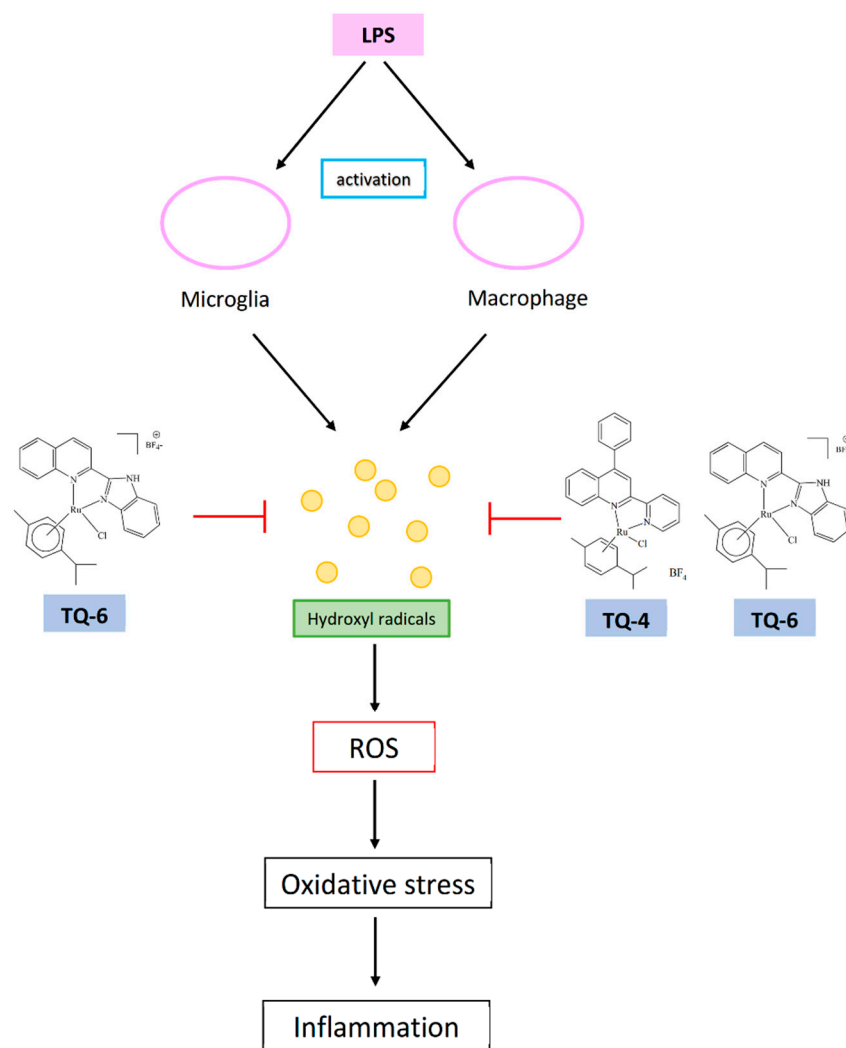 LPS
activation
Microglia
Macrophage
BF4-
⊕
N
NH
N
Ru
Cl
TQ-6
Hydroxyl radicals
N
N
Ru
Cl
BF4
TQ-4
⊕
N
NH
N
Ru
Cl
TQ-6
ROS
Oxidative stress
Inflammation